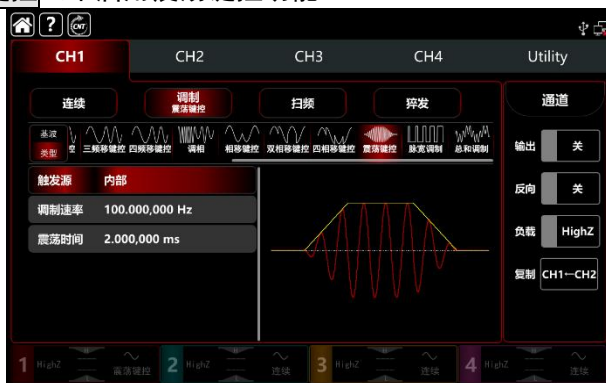 CNT
CH1 CH2 CH3 CH4 Utility
连续 调制 扫频 猝发 通道
震荡键控
基波
类型 三频移键控 四频移键控 调相 相移键控 双相移键控 四相移键控 震荡键控 脉宽调制 总和调制
输出 关
触发源 内部
反向 关
调制速率 100.000,000 Hz
负载 HighZ
震荡时间 2.000,000 ms
复制 CH1←CH2
1 HighZ 震荡键控 2 HighZ 连续 3 HighZ 连续 4 HighZ 连续